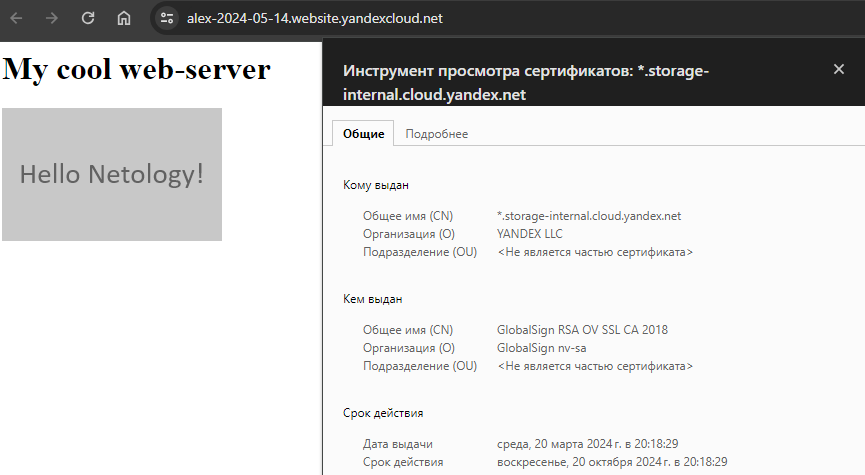 alex-2024-05-14.website.yandexcloud.net
My cool web-server
Hello Netology!
Инструмент просмотра сертификатов: *.storage-
internal.cloud.yandex.net
Общие Подробнее
Кому выдан
Общее имя (CN) *.storage-internal.cloud.yandex.net
Организация (O) YANDEX LLC
Подразделение (OU) <Не является частью сертификата>
Кем выдан
Общее имя (CN) GlobalSign RSA OV SSL CA 2018
Организация (O) GlobalSign nv-sa
Подразделение (OU) <Не является частью сертификата>
Срок действия
Дата выдачи среда, 20 марта 2024 г. в 20:18:29
Срок действия воскресенье, 20 октября 2024 г. в 20:18:29